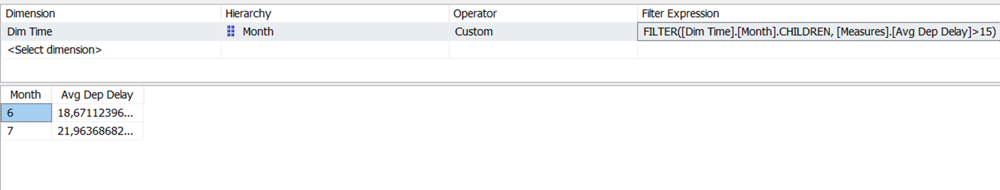 Dimension Hierarchy Operator Filter Expression
Dim Time Month Custom FILTER([Dim Time].[Month].CHILDREN, [Measures].[Avg Dep Delay]>15)
<Select dimension>
Month Avg Dep Delay
6 18,67112396...
7 21,96368682...